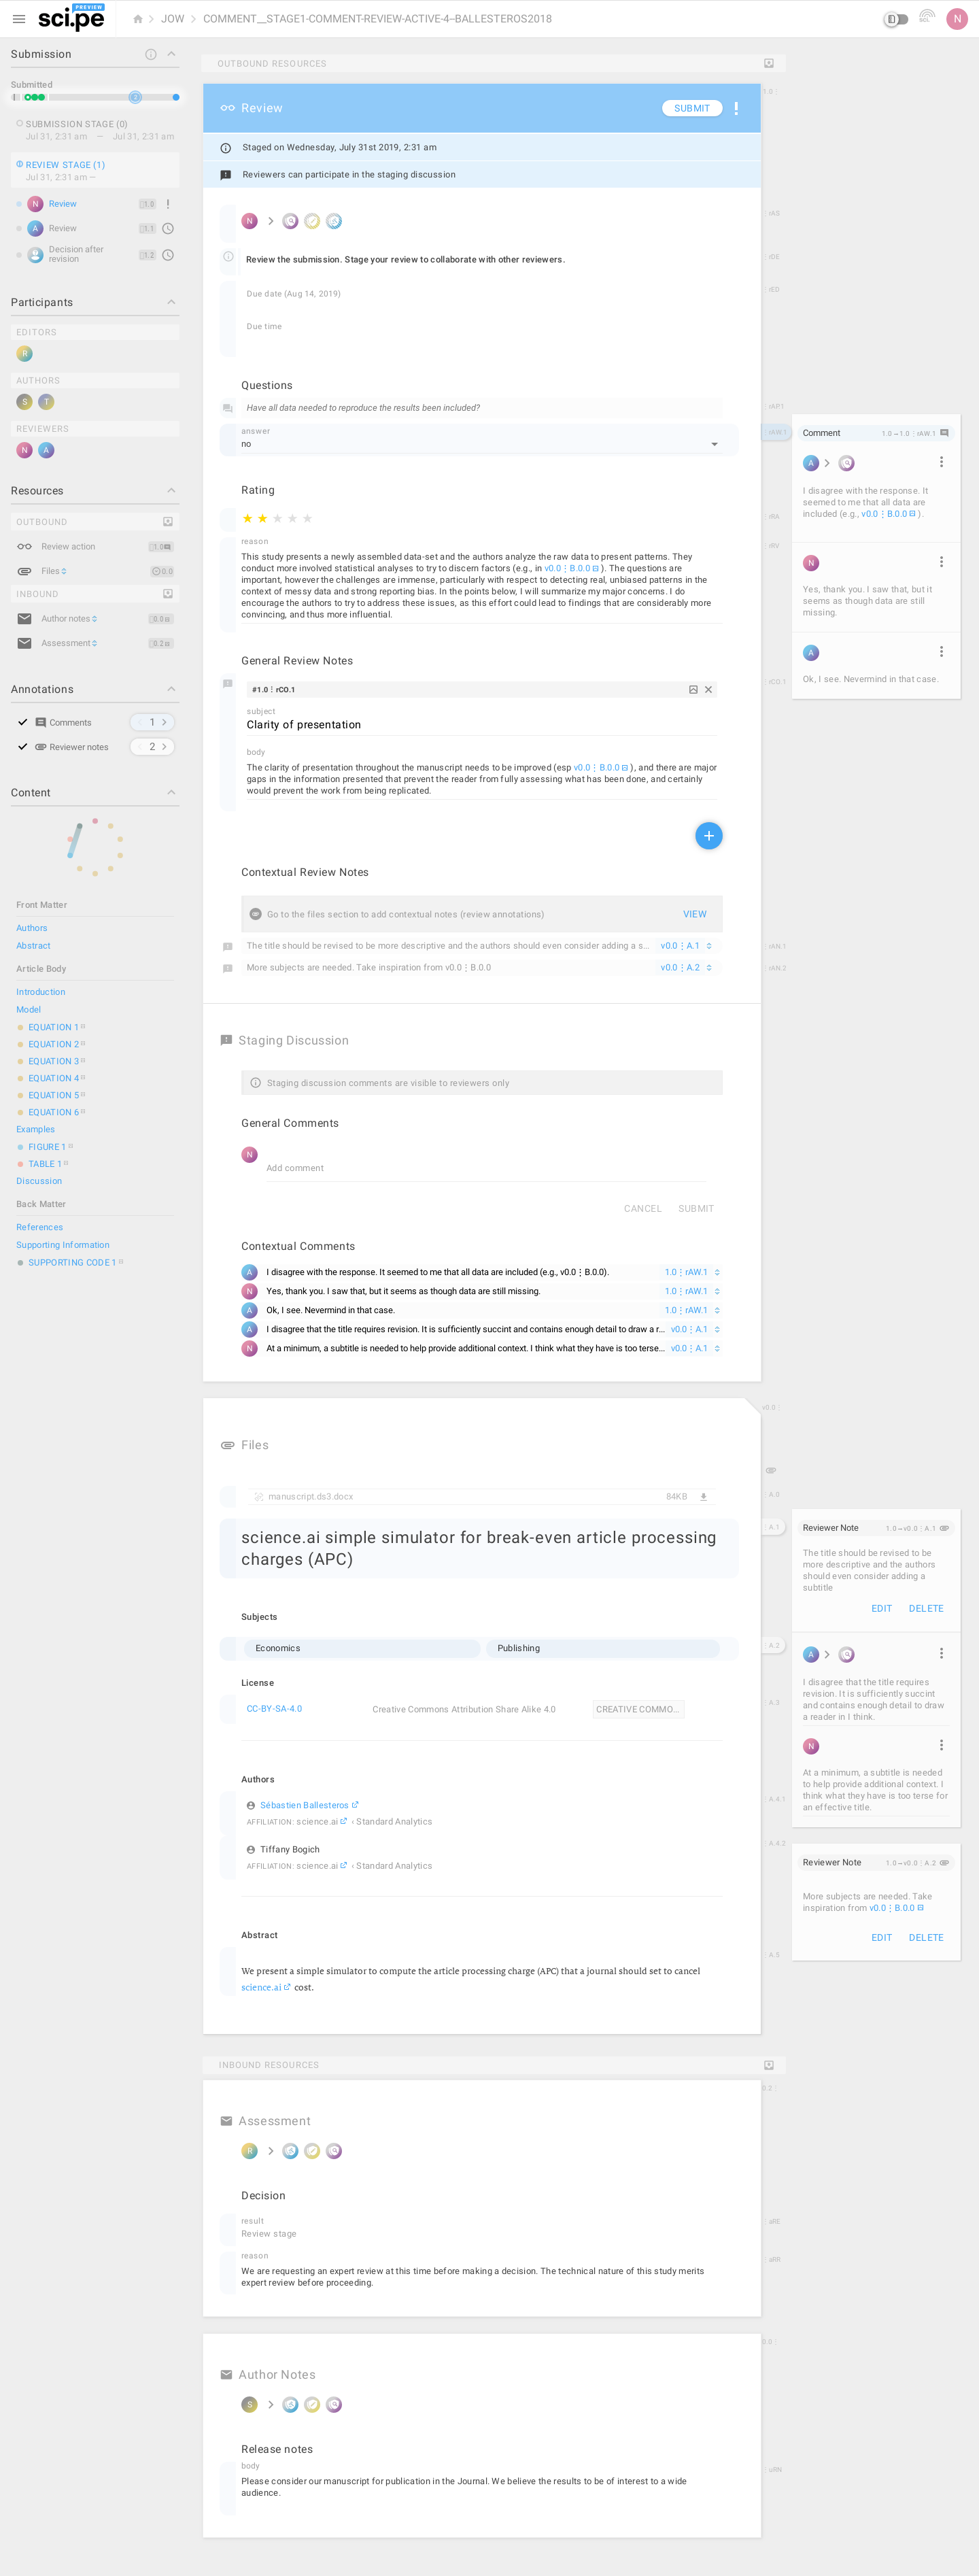 sci.pe PREVIEW
JOW
COMMENT__STAGE1-COMMENT-REVIEW-ACTIVE-4--BALLESTEROS2018
N
Submission
Submitted
SUBMISSION STAGE (0)
Jul 31, 2:31 am — Jul 31, 2:31 am
REVIEW STAGE (1)
Jul 31, 2:31 am —
N Review 1.0
A Review 1.1
Decision after
revision 1.2
Participants
EDITORS
R
AUTHORS
S T
REVIEWERS
N A
Resources
OUTBOUND
Review action 1.0
Files 0.0
INBOUND
Author notes 0.0
Assessment 0.2
Annotations
Comments 1
Reviewer notes 2
Content
Front Matter
Authors
Abstract
Article Body
Introduction
Model
EQUATION 1
EQUATION 2
EQUATION 3
EQUATION 4
EQUATION 5
EQUATION 6
Examples
FIGURE 1
TABLE 1
Discussion
Back Matter
References
Supporting Information
SUPPORTING CODE 1
OUTBOUND RESOURCES
Review SUBMIT
1.0
Staged on Wednesday, July 31st 2019, 2:31 am
Reviewers can participate in the staging discussion
N
rAS
Review the submission. Stage your review to collaborate with other reviewers.
rDE
Due date (Aug 14, 2019)
rED
Due time
Questions
Have all data needed to reproduce the results been included?
rAP.1
answer
no
rAW.1
Rating
rRA
reason
rRV
This study presents a newly assembled data-set and the authors analyze the raw data to present patterns. They
conduct more involved statistical analyses to try to discern factors (e.g., in v0.0⋮B.0.0 ). The questions are
important, however the challenges are immense, particularly with respect to detecting real, unbiased patterns in the
context of messy data and strong reporting bias. In the points below, I will summarize my major concerns. I do
encourage the authors to try to address these issues, as this effort could lead to findings that are considerably more
convincing, and thus more influential.
General Review Notes
#1.0⋮rCO.1
rCO.1
subject
Clarity of presentation
body
The clarity of presentation throughout the manuscript needs to be improved (esp v0.0⋮B.0.0 ), and there are major
gaps in the information presented that prevent the reader from fully assessing what has been done, and certainly
would prevent the work from being replicated.
Contextual Review Notes
Go to the files section to add contextual notes (review annotations) VIEW
The title should be revised to be more descriptive and the authors should even consider adding a s... v0.0⋮A.1
rAN.1
More subjects are needed. Take inspiration from v0.0⋮B.0.0 v0.0⋮A.2
rAN.2
Staging Discussion
Staging discussion comments are visible to reviewers only
General Comments
N
Add comment
CANCEL SUBMIT
Contextual Comments
A I disagree with the response. It seemed to me that all data are included (e.g., v0.0⋮B.0.0). 1.0⋮rAW.1
N Yes, thank you. I saw that, but it seems as though data are still missing. 1.0⋮rAW.1
A Ok, I see. Nevermind in that case. 1.0⋮rAW.1
A I disagree that the title requires revision. It is sufficiently succint and contains enough detail to draw a r... v0.0⋮A.1
N At a minimum, a subtitle is needed to help provide additional context. I think what they have is too terse... v0.0⋮A.1
v0.0
Files
manuscript.ds3.docx 84KB
A.0
science.ai simple simulator for break-even article processing
charges (APC)
A.1
Subjects
Economics Publishing
A.2
License
CC-BY-SA-4.0 Creative Commons Attribution Share Alike 4.0 CREATIVE COMMO...
A.3
Authors
Sébastien Ballesteros
A.4.1
AFFILIATION: science.ai ‹ Standard Analytics
Tiffany Bogich
A.4.2
AFFILIATION: science.ai ‹ Standard Analytics
Abstract
A.5
We present a simple simulator to compute the article processing charge (APC) that a journal should set to cancel
science.ai cost.
INBOUND RESOURCES
0.2
Assessment
R
Decision
result
Review stage
aRE
reason
aRR
We are requesting an expert review at this time before making a decision. The technical nature of this study merits
expert review before proceeding.
0.0
Author Notes
S
Release notes
body
uRN
Please consider our manuscript for publication in the Journal. We believe the results to be of interest to a wide
audience.
Comment 1.0→1.0⋮rAW.1
A
I disagree with the response. It
seemed to me that all data are
included (e.g., v0.0⋮B.0.0 ).
N
Yes, thank you. I saw that, but it
seems as though data are still
missing.
A
Ok, I see. Nevermind in that case.
Reviewer Note 1.0→v0.0⋮A.1
The title should be revised to be
more descriptive and the authors
should even consider adding a
subtitle
EDIT DELETE
A
I disagree that the title requires
revision. It is sufficiently succint
and contains enough detail to draw
a reader in I think.
N
At a minimum, a subtitle is needed
to help provide additional context. I
think what they have is too terse for
an effective title.
Reviewer Note 1.0→v0.0⋮A.2
More subjects are needed. Take
inspiration from v0.0⋮B.0.0
EDIT DELETE